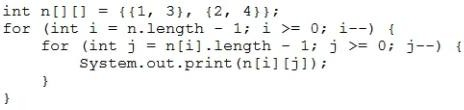 int n[][] = {{1, 3}, {2, 4}};
for (int i = n.length - 1; i >= 0; i--) {
    for (int j = n[i].length - 1; j >= 0; j--) {
        System.out.print(n[i][j]);
    }
}